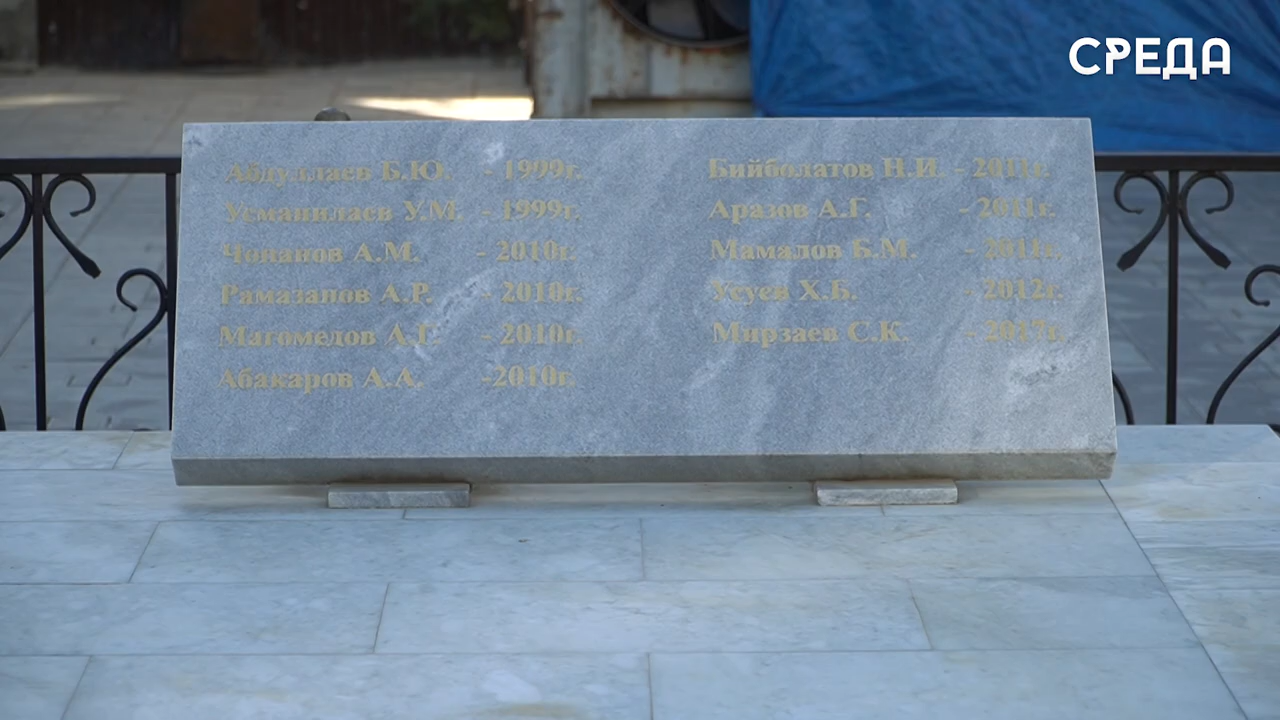 СРЕДА
Абдуллаев Б.Ю. - 1999г.
Усманилаев У.М. - 1999г.
Чопанов А.М. - 2010г.
Рамазанов А.Р. - 2010г.
Магомедов А.Г. - 2010г.
Абакаров А.А. -2010г.
Бийболатов Н.И. - 2011г.
Аразов А.Г. - 2011г.
Мамалов Б.М. - 2011г.
Усуев Х.Б. - 2012г.
Мирзаев С.К. - 2017г.